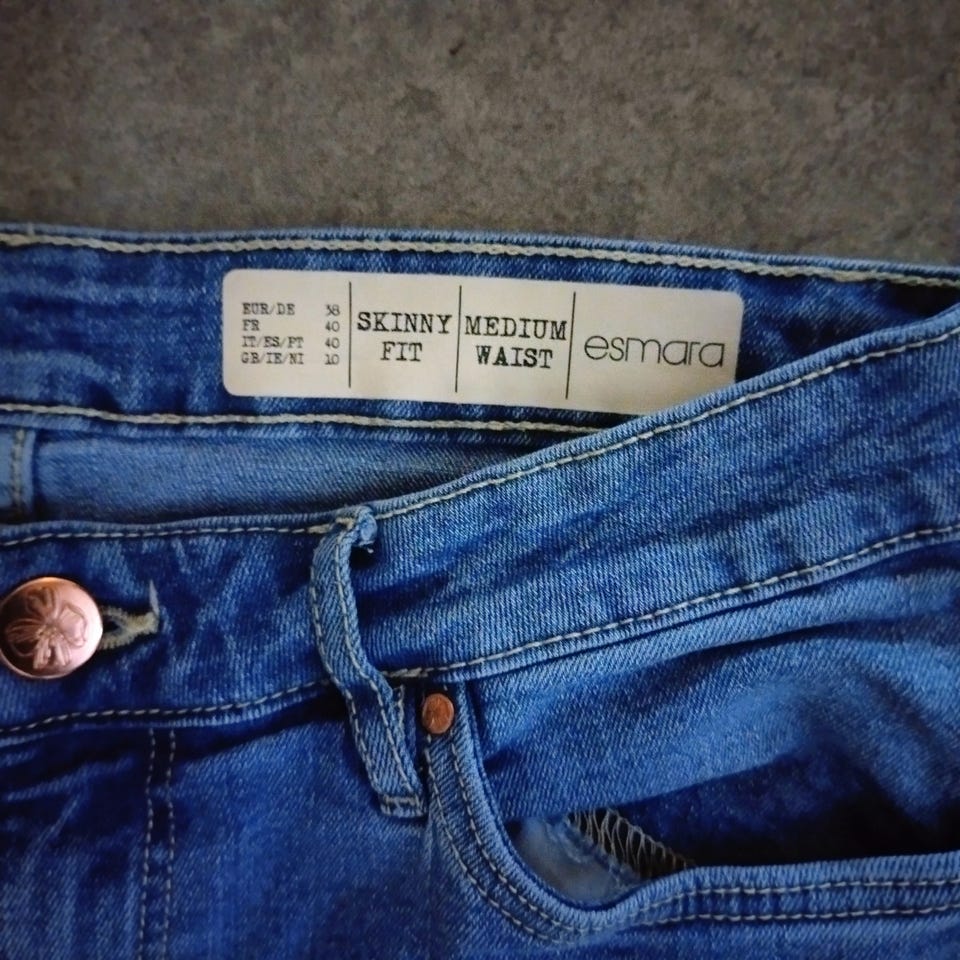 EUR/DE 38
FR 40
IT/ES/PT 40
GB/IE/NI 10
SKINNY
FIT
MEDIUM
WAIST
esmara